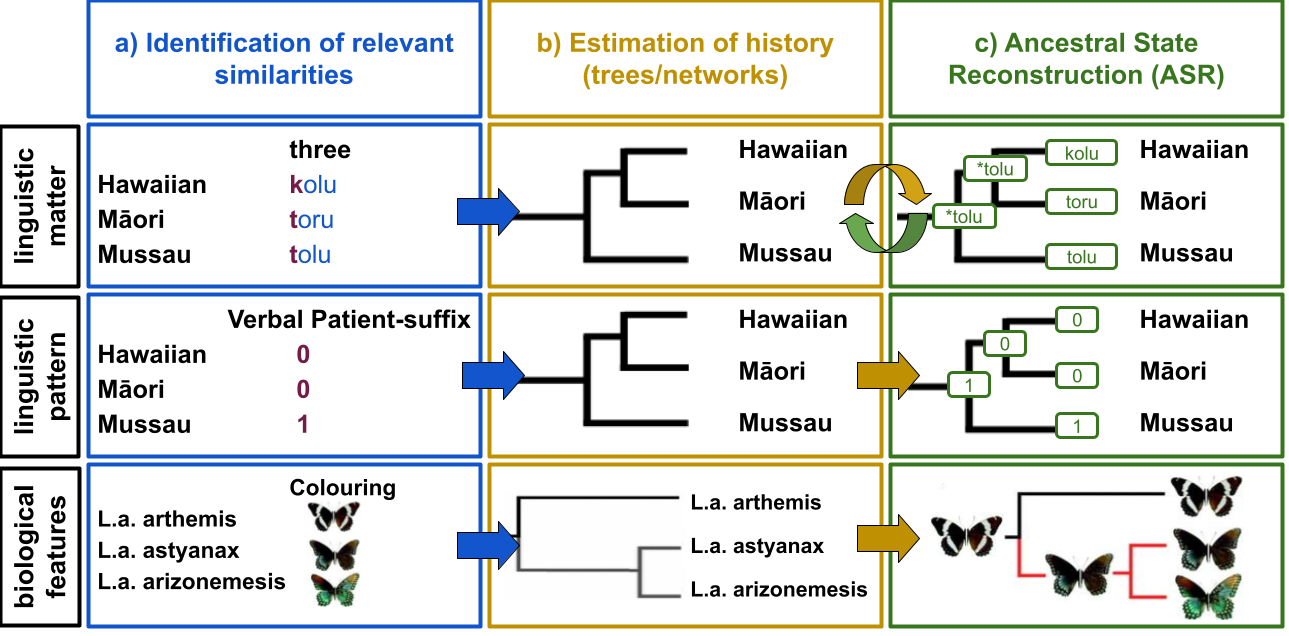 a) Identification of relevant
similarities
b) Estimation of history
(trees/networks)
c) Ancestral State
Reconstruction (ASR)
linguistic
matter
three
Hawaiian kolu
Māori toru
Mussau tolu
Hawaiian
Māori
Mussau
*tolu
*tolu
kolu
toru
tolu
Hawaiian
Māori
Mussau
linguistic
pattern
Verbal Patient-suffix
Hawaiian 0
Māori 0
Mussau 1
Hawaiian
Māori
Mussau
1
0
0
0
1
Hawaiian
Māori
Mussau
biological
features
Colouring
L.a. arthemis
L.a. astyanax
L.a. arizonemesis
L.a. arthemis
L.a. astyanax
L.a. arizonemesis